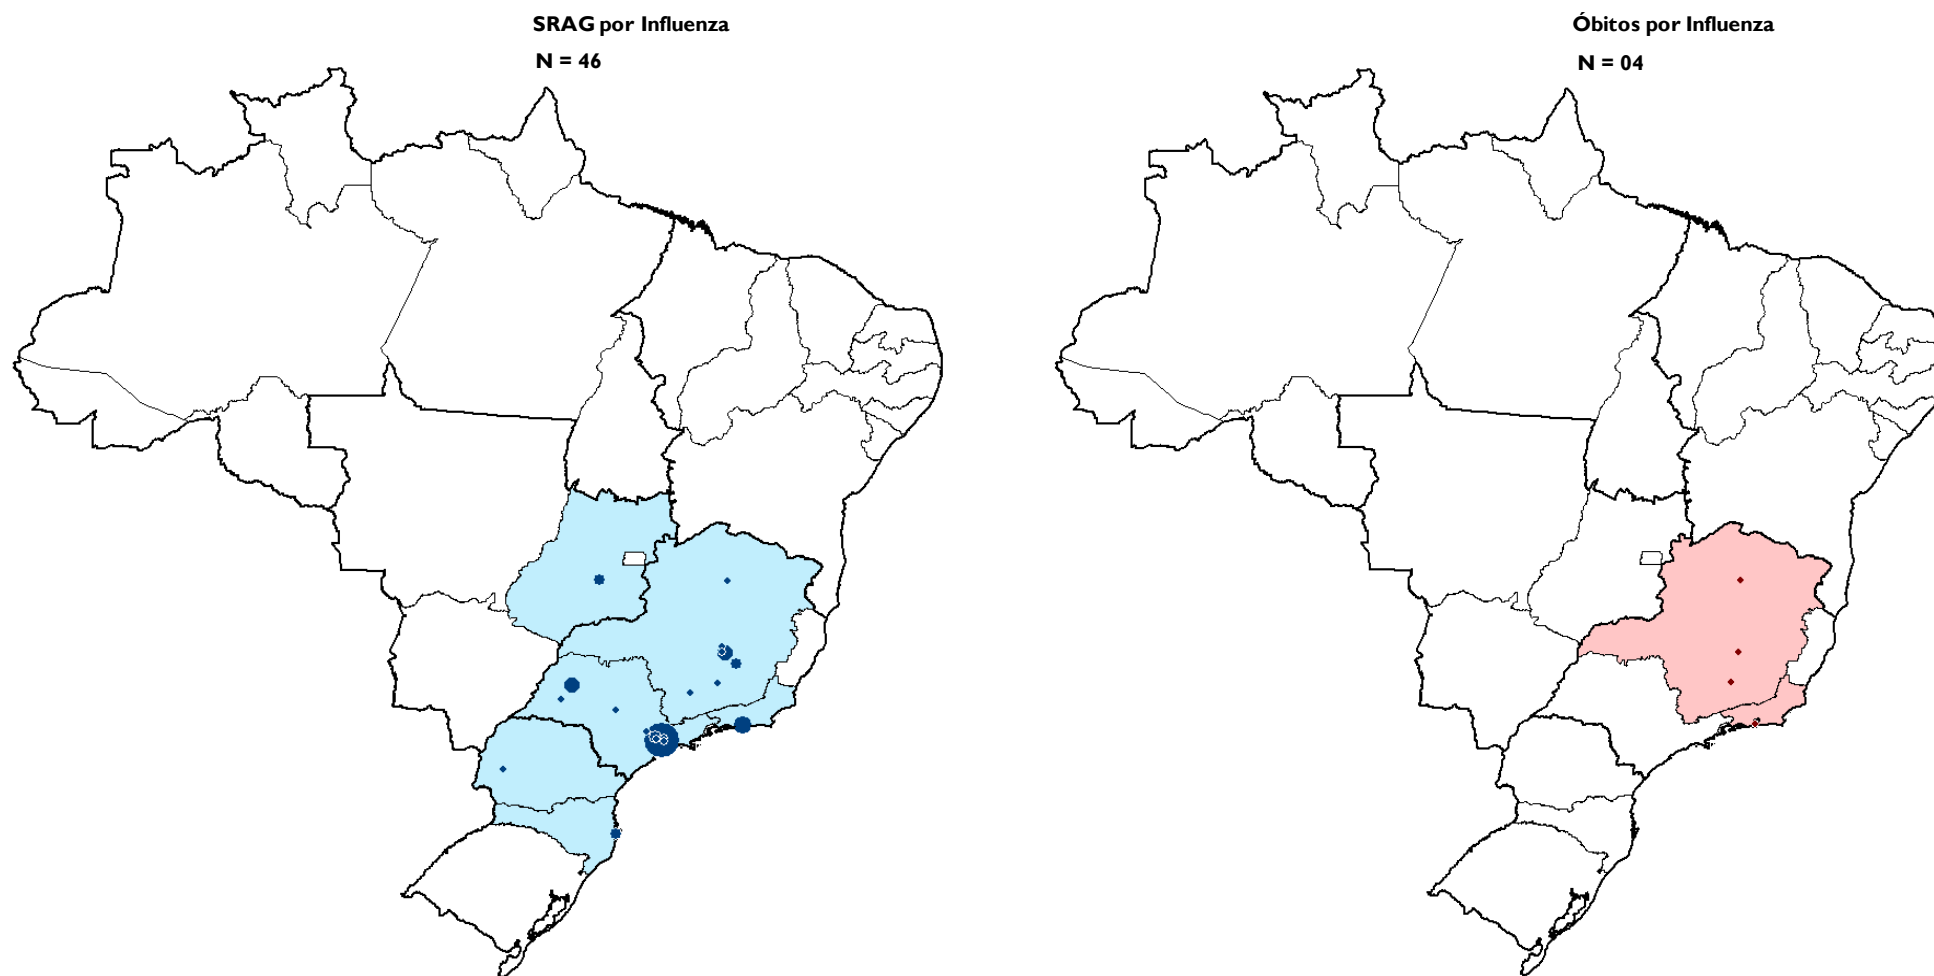 SRAG por Influenza
N = 46
Óbitos por Influenza
N = 04